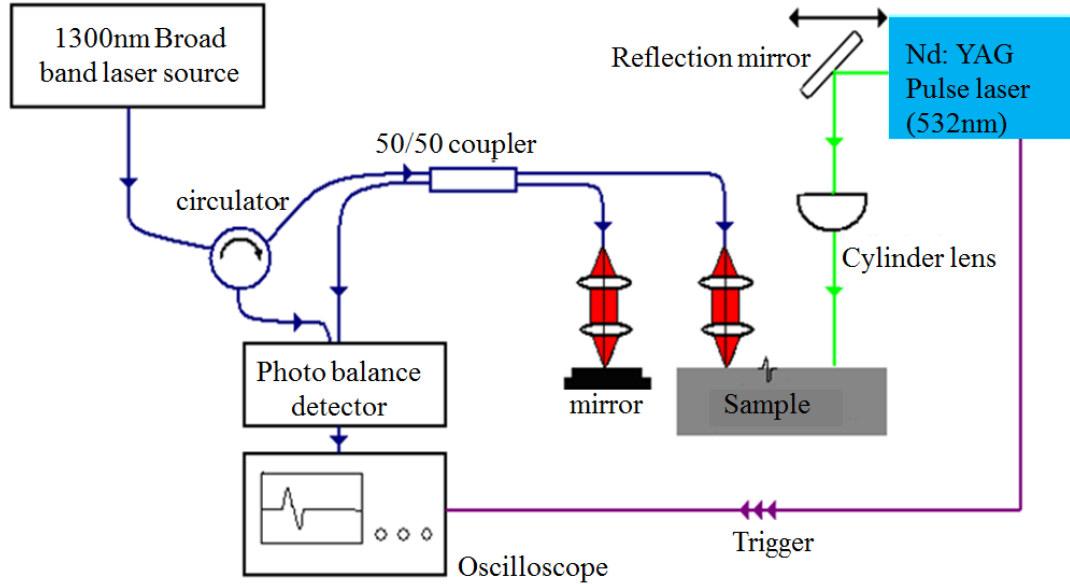 1300nm Broad
band laser source
Reflection mirror
Nd: YAG
Pulse laser
(532nm)
50/50 coupler
circulator
Cylinder lens
Photo balance
detector
mirror
Sample
Trigger
Oscilloscope